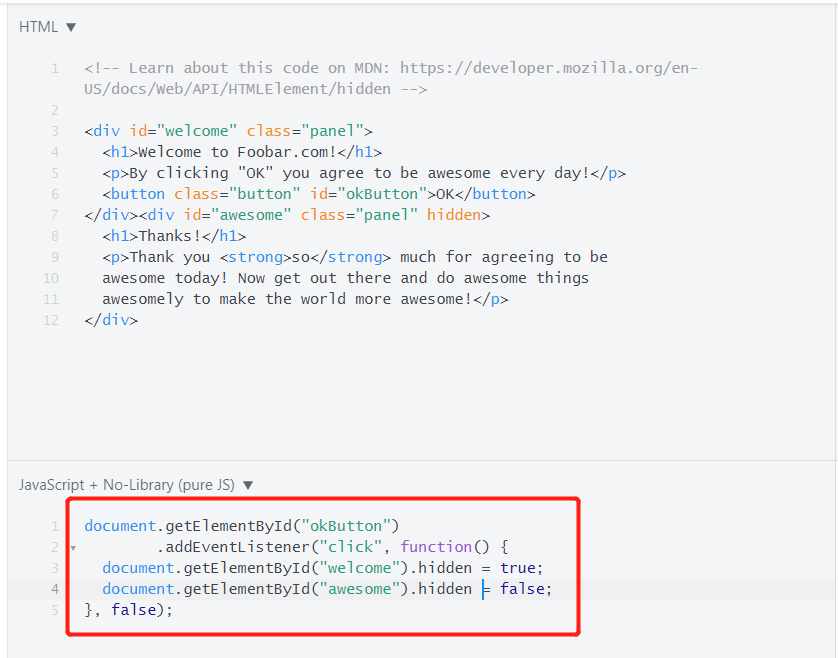 HTML ▼
1 <!-- Learn about this code on MDN: https://developer.mozilla.org/en-
US/docs/Web/API/HTMLElement/hidden -->
2
3 <div id="welcome" class="panel">
4 <h1>Welcome to Foobar.com!</h1>
5 <p>By clicking "OK" you agree to be awesome every day!</p>
6 <button class="button" id="okButton">OK</button>
7 </div><div id="awesome" class="panel" hidden>
8 <h1>Thanks!</h1>
9 <p>Thank you <strong>so</strong> much for agreeing to be
10 awesome today! Now get out there and do awesome things
11 awesomely to make the world more awesome!</p>
12 </div>
JavaScript + No-Library (pure JS) ▼
1 document.getElementById("okButton")
2 .addEventListener("click", function() {
3 document.getElementById("welcome").hidden = true;
4 document.getElementById("awesome").hidden = false;
5 }, false);